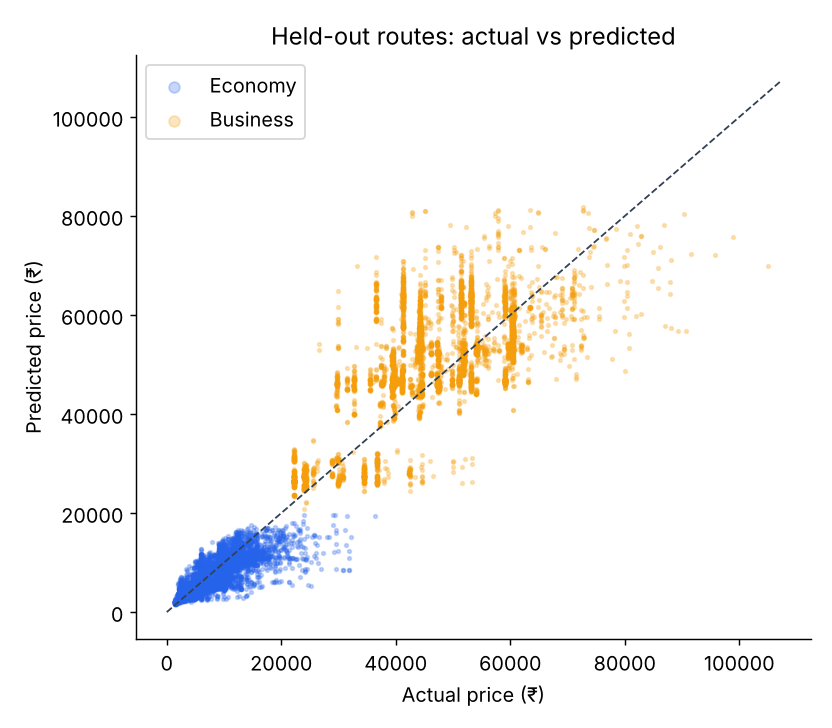 Held-out routes: actual vs predicted
Economy
Business
100000
80000
60000
40000
20000
0
Predicted price (₹)
0 20000 40000 60000 80000 100000
Actual price (₹)